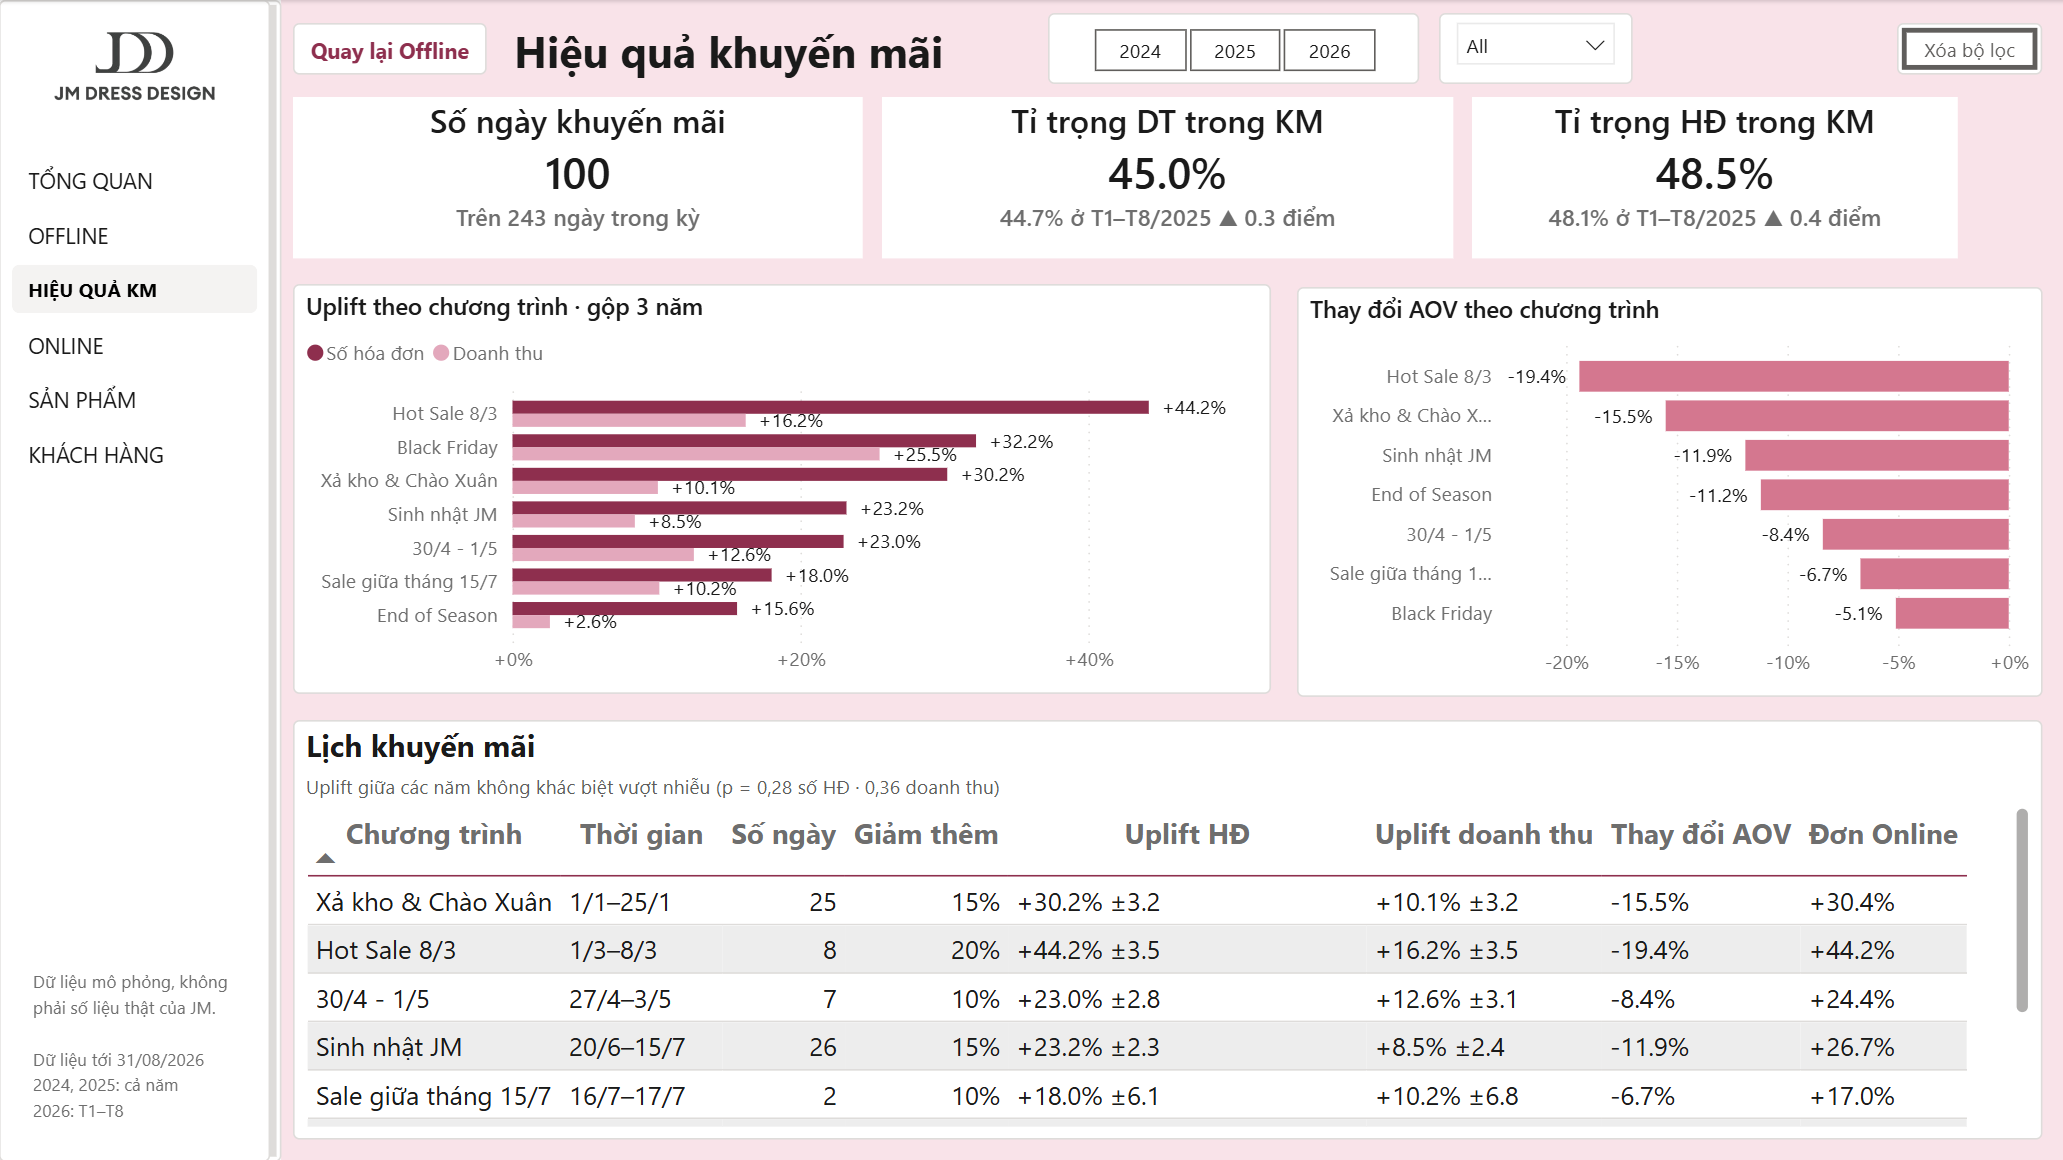 JDD
JM DRESS DESIGN
TỔNG QUAN
OFFLINE
HIỆU QUẢ KM
ONLINE
SẢN PHẨM
KHÁCH HÀNG
Dữ liệu mô phỏng, không
phải số liệu thật của JM.
Dữ liệu tới 31/08/2026
2024, 2025: cả năm
2026: T1–T8
Quay lại Offline
Hiệu quả khuyến mãi
2024 2025 2026
All
Xóa bộ lọc
Số ngày khuyến mãi
100
Trên 243 ngày trong kỳ
Tỉ trọng DT trong KM
45.0%
44.7% ở T1–T8/2025 ▲ 0.3 điểm
Tỉ trọng HĐ trong KM
48.5%
48.1% ở T1–T8/2025 ▲ 0.4 điểm
Uplift theo chương trình · gộp 3 năm
Số hóa đơn Doanh thu
Hot Sale 8/3 +44.2%
+16.2%
Black Friday +32.2%
+25.5%
Xả kho & Chào Xuân +30.2%
+10.1%
Sinh nhật JM +23.2%
+8.5%
30/4 - 1/5 +23.0%
+12.6%
Sale giữa tháng 15/7 +18.0%
+10.2%
End of Season +15.6%
+2.6%
+0% +20% +40%
Thay đổi AOV theo chương trình
Hot Sale 8/3 -19.4%
Xả kho & Chào X... -15.5%
Sinh nhật JM -11.9%
End of Season -11.2%
30/4 - 1/5 -8.4%
Sale giữa tháng 1... -6.7%
Black Friday -5.1%
-20% -15% -10% -5% +0%
Lịch khuyến mãi
Uplift giữa các năm không khác biệt vượt nhiễu (p = 0,28 số HĐ · 0,36 doanh thu)
Chương trình Thời gian Số ngày Giảm thêm Uplift HĐ Uplift doanh thu Thay đổi AOV Đơn Online
Xả kho & Chào Xuân 1/1–25/1 25 15% +30.2% ±3.2 +10.1% ±3.2 -15.5% +30.4%
Hot Sale 8/3 1/3–8/3 8 20% +44.2% ±3.5 +16.2% ±3.5 -19.4% +44.2%
30/4 - 1/5 27/4–3/5 7 10% +23.0% ±2.8 +12.6% ±3.1 -8.4% +24.4%
Sinh nhật JM 20/6–15/7 26 15% +23.2% ±2.3 +8.5% ±2.4 -11.9% +26.7%
Sale giữa tháng 15/7 16/7–17/7 2 10% +18.0% ±6.1 +10.2% ±6.8 -6.7% +17.0%